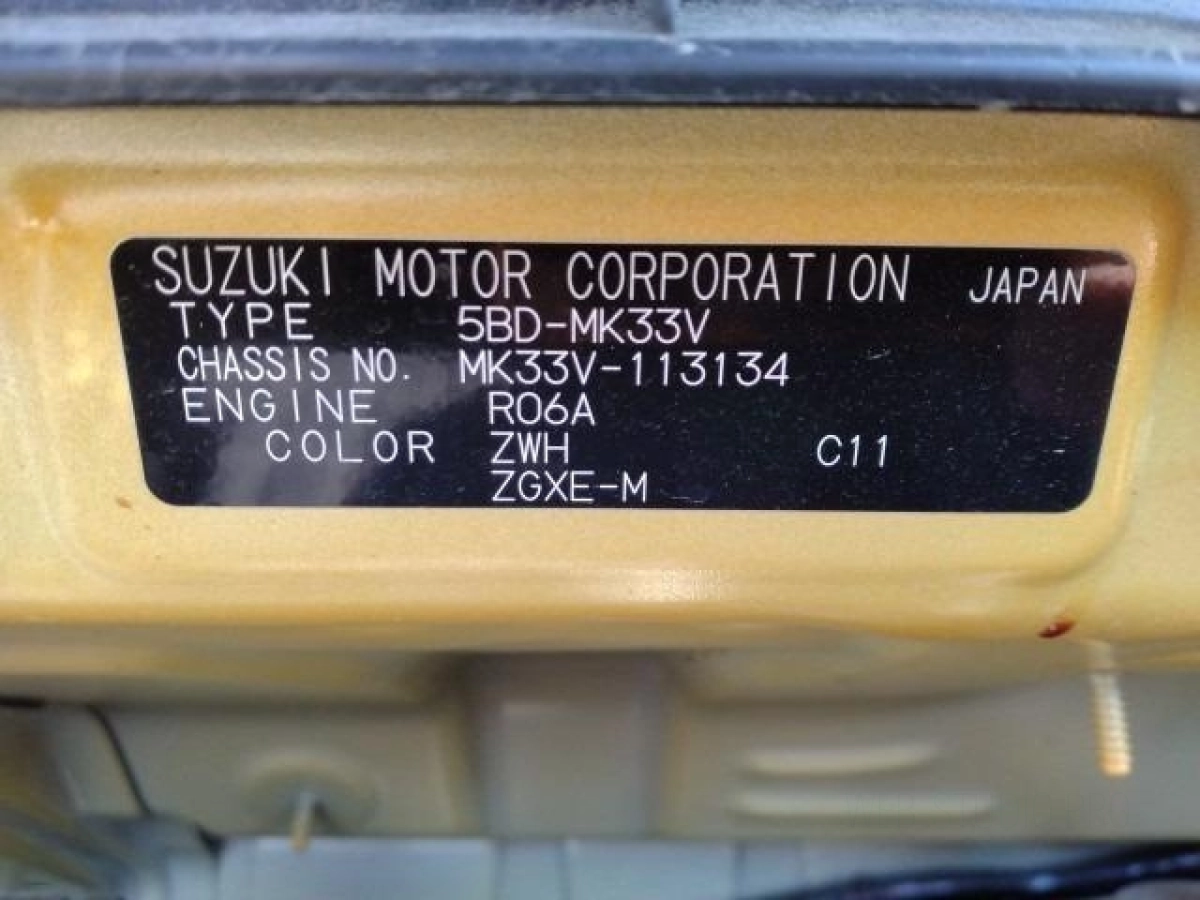 SUZUKI MOTOR CORPORATION JAPAN
TYPE 5BD-MK33V
CHASSIS NO. MK33V-113134
ENGINE R06A
COLOR ZWH C11
ZGXE-M